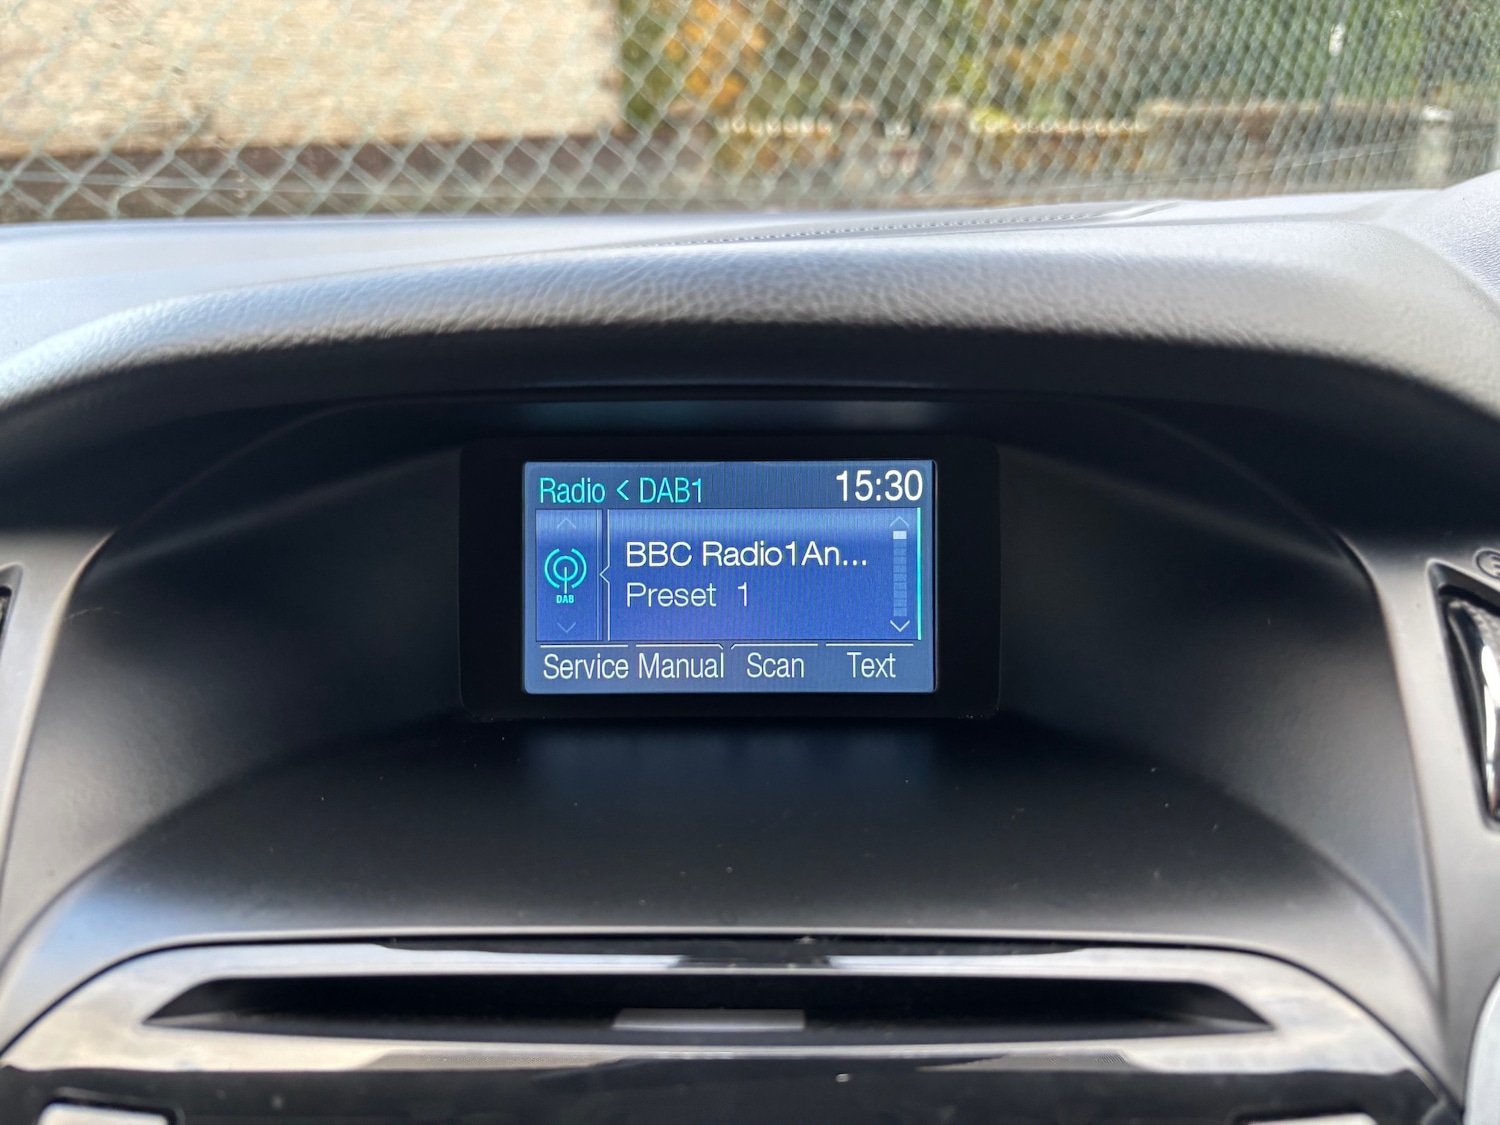 Radio < DAB1 15:30
DAB
BBC Radio1An...
Preset 1
Service Manual Scan Text